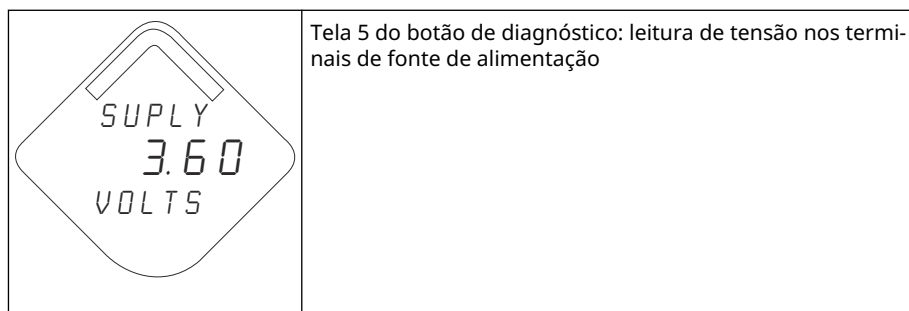 SUPLY
3.60
VOLTS
Tela 5 do botão de diagnóstico: leitura de tensão nos termi-
nais de fonte de alimentação